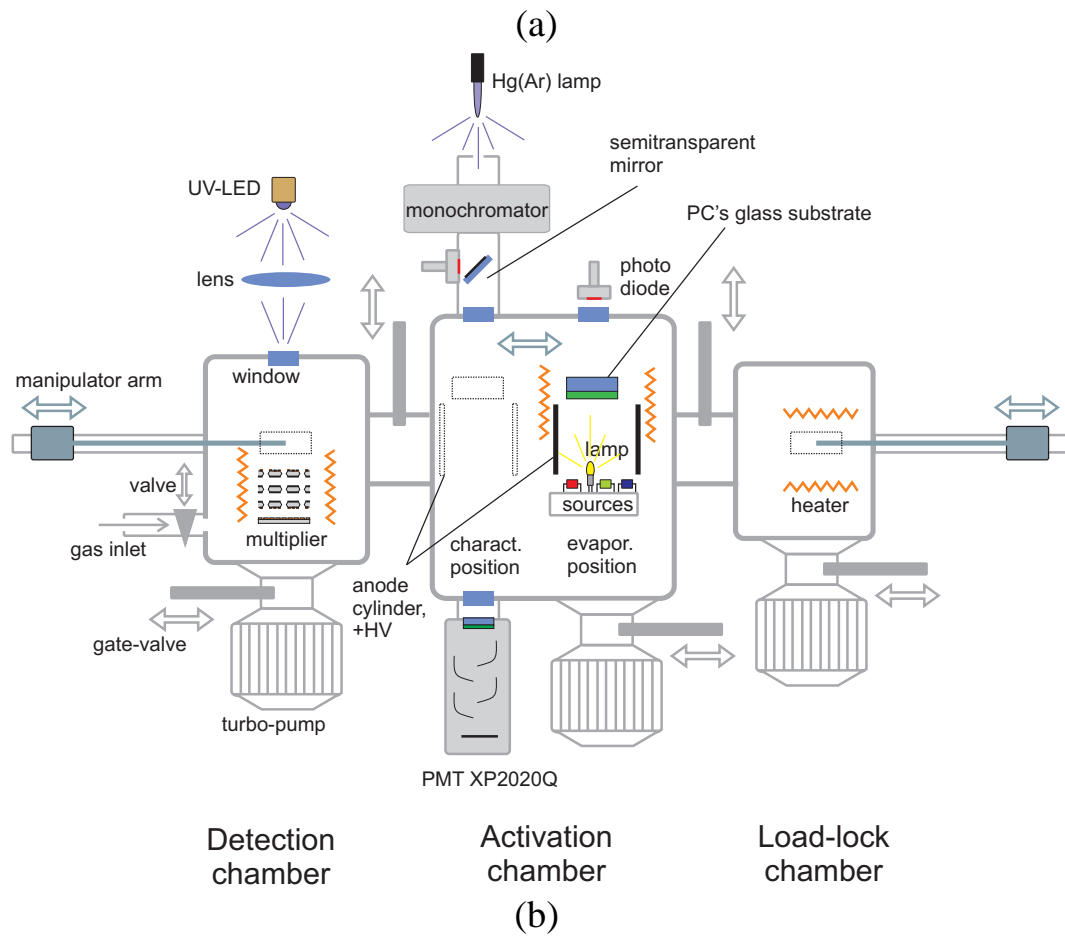 (a)
Hg(Ar) lamp
semitransparent
mirror
UV-LED
monochromator
PC's glass substrate
lens
photo
diode
window
manipulator arm
lamp
valve
sources
heater
gas inlet
multiplier
charact.
position
evapor.
position
anode
cylinder,
+HV
gate-valve
turbo-pump
PMT XP2020Q
Detection
chamber
Activation
chamber
Load-lock
chamber
(b)